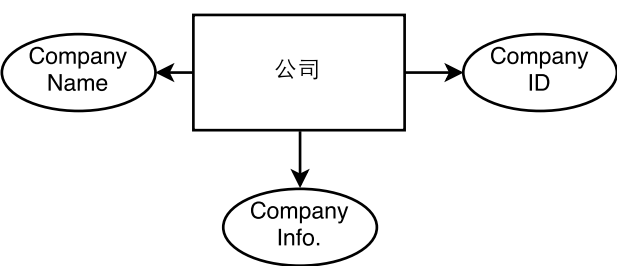 Company
Name
公司
Company
ID
Company
Info.